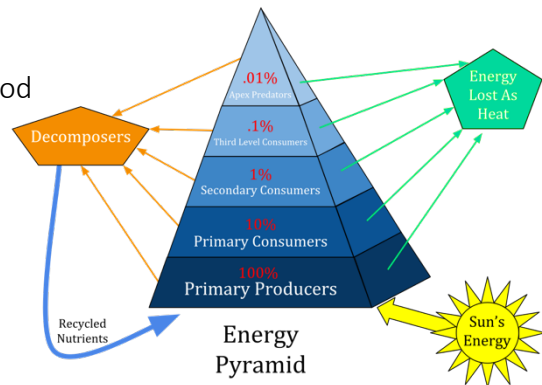 od
.01%
Apex Predators
.1%
Third Level Consumers
1%
Secondary Consumers
10%
Primary Consumers
100%
Primary Producers
Decomposers
Energy
Lost As
Heat
Recycled
Nutrients
Energy
Pyramid
Sun's
Energy